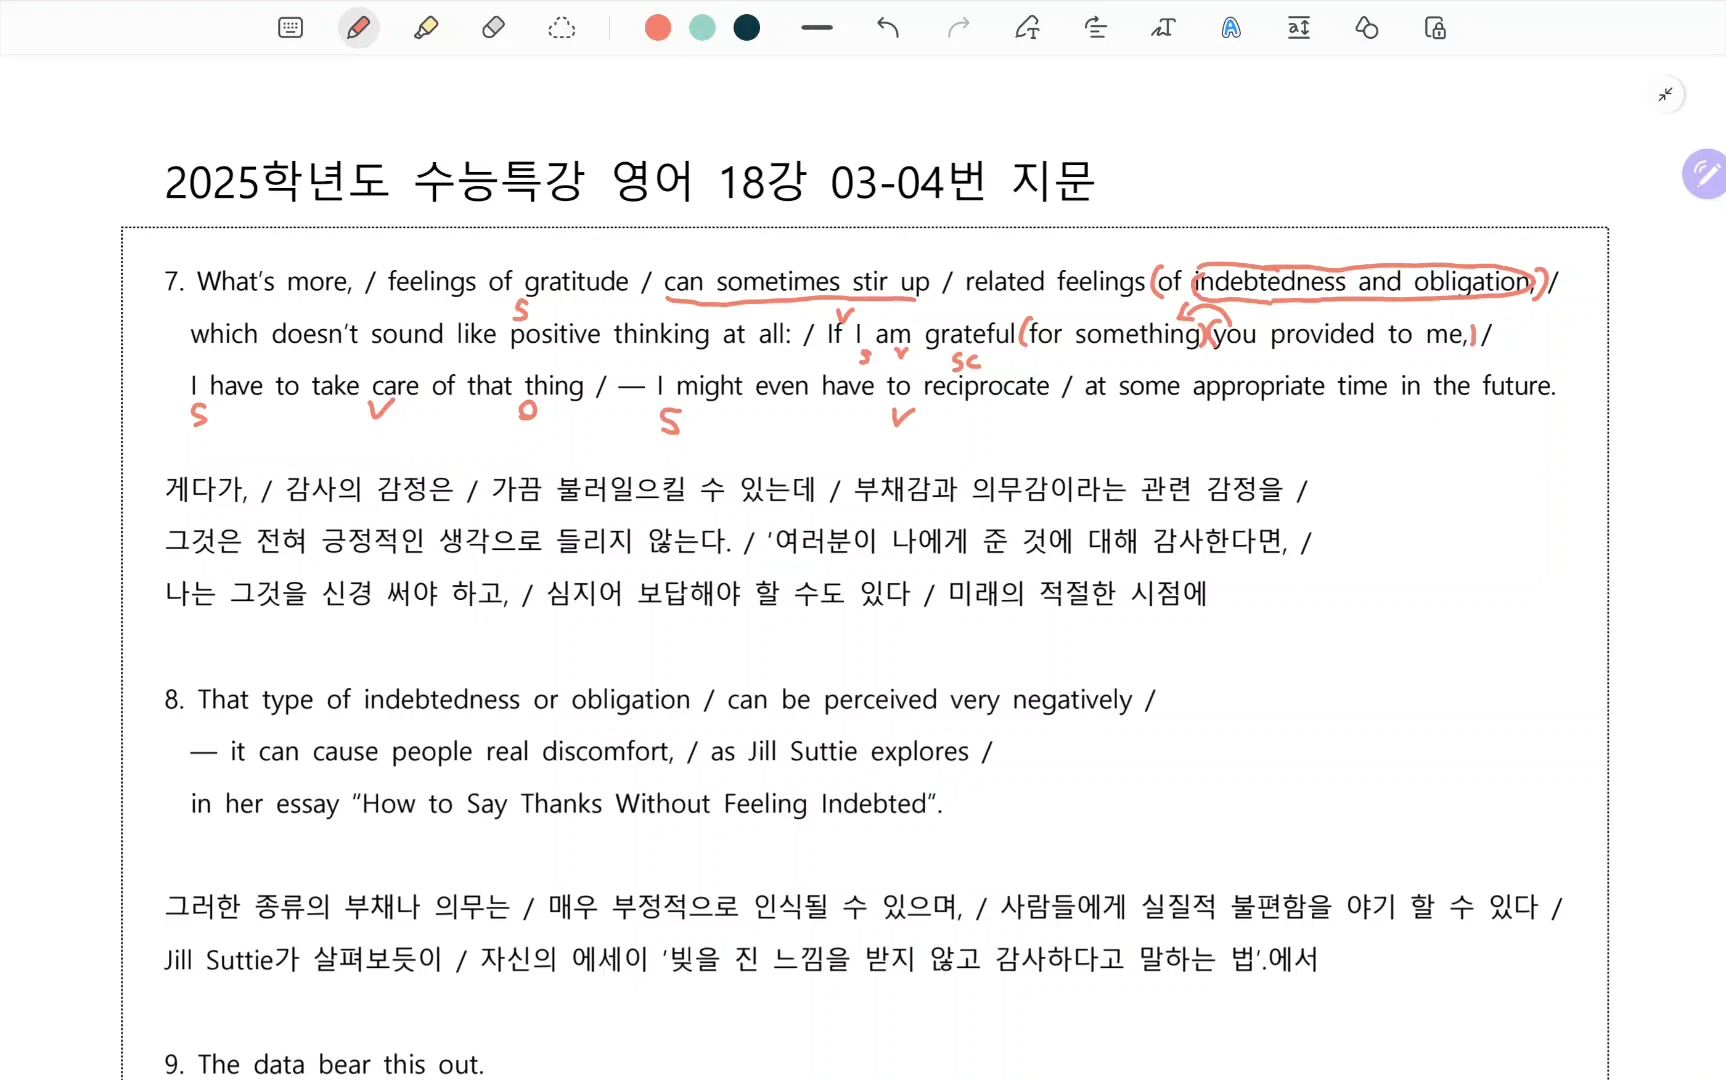 2025학년도 수능특강 영어 18강 03-04번 지문
7. What's more, / feelings of gratitude / can sometimes stir up / related feelings (of indebtedness and obligation,) /
S
V
which doesn't sound like positive thinking at all: / If I am grateful (for something you provided to me,) /
s v sc
I have to take care of that thing / — I might even have to reciprocate / at some appropriate time in the future.
S V O S V
게다가, / 감사의 감정은 / 가끔 불러일으킬 수 있는데 / 부채감과 의무감이라는 관련 감정을 /
그것은 전혀 긍정적인 생각으로 들리지 않는다. / '여러분이 나에게 준 것에 대해 감사한다면, /
나는 그것을 신경 써야 하고, / 심지어 보답해야 할 수도 있다 / 미래의 적절한 시점에
8. That type of indebtedness or obligation / can be perceived very negatively /
— it can cause people real discomfort, / as Jill Suttie explores /
in her essay “How to Say Thanks Without Feeling Indebted”.
그러한 종류의 부채나 의무는 / 매우 부정적으로 인식될 수 있으며, / 사람들에게 실질적 불편함을 야기 할 수 있다 /
Jill Suttie가 살펴보듯이 / 자신의 에세이 '빚을 진 느낌을 받지 않고 감사하다고 말하는 법'.에서
9. The data bear this out.